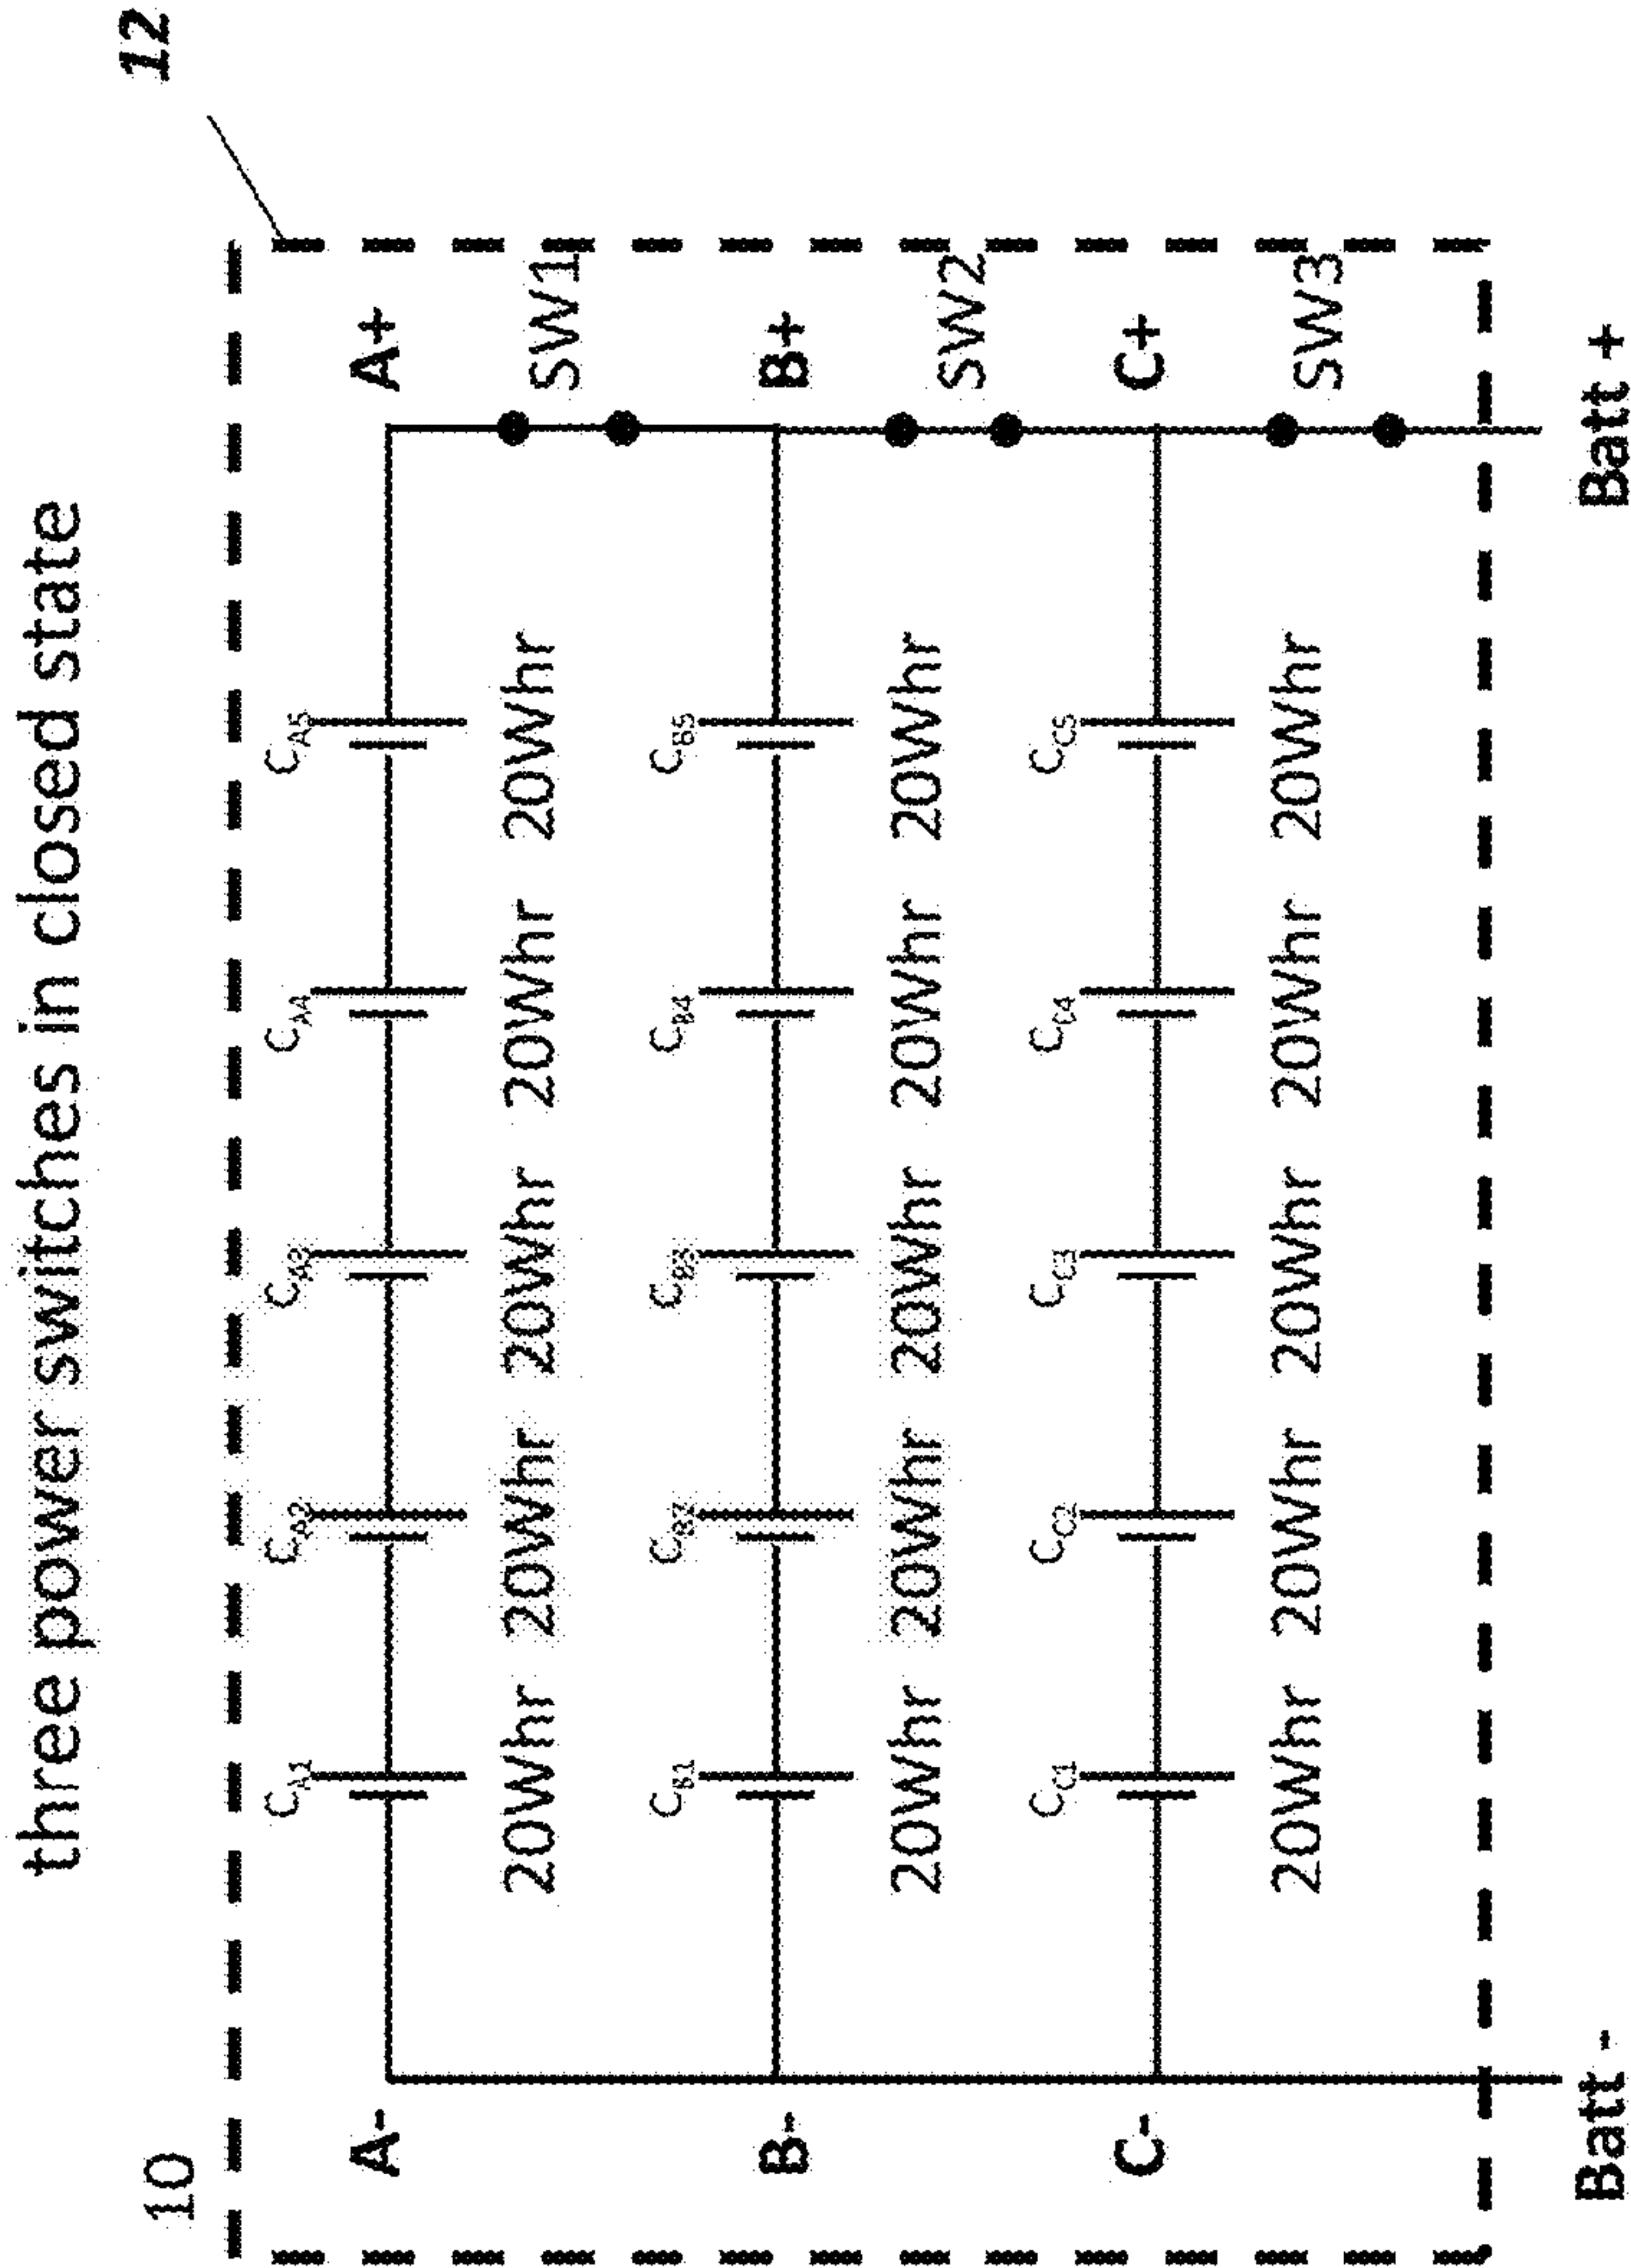 three power switches in closed state
10
12
A-
C_A1 C_A2 C_A3 C_A4 C_A5
A+
20Whr 20Whr 20Whr 20Whr 20Whr
SW1
B-
C_B1 C_B2 C_B3 C_B4 C_B5
B+
20Whr 20Whr 20Whr 20Whr 20Whr
SW2
C-
C_C1 C_C2 C_C3 C_C4 C_C5
C+
20Whr 20Whr 20Whr 20Whr 20Whr
SW3
Batt -
Batt +